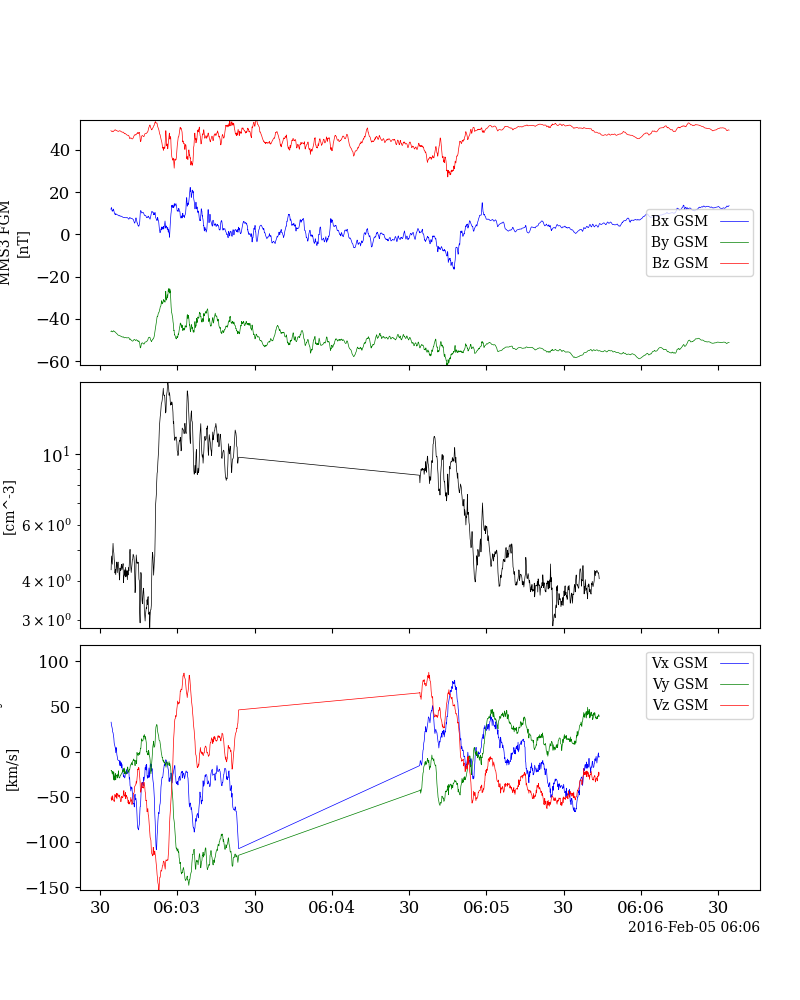 40
20
0
−20
−40
−60
MMS3 FGM
[nT]
Bx GSM
By GSM
Bz GSM
10¹
6 × 10⁰
4 × 10⁰
3 × 10⁰
[cm^-3]
100
50
0
−50
−100
−150
[km/s]
Vx GSM
Vy GSM
Vz GSM
30 06:03 30 06:04 30 06:05 30 06:06 30
2016-Feb-05 06:06